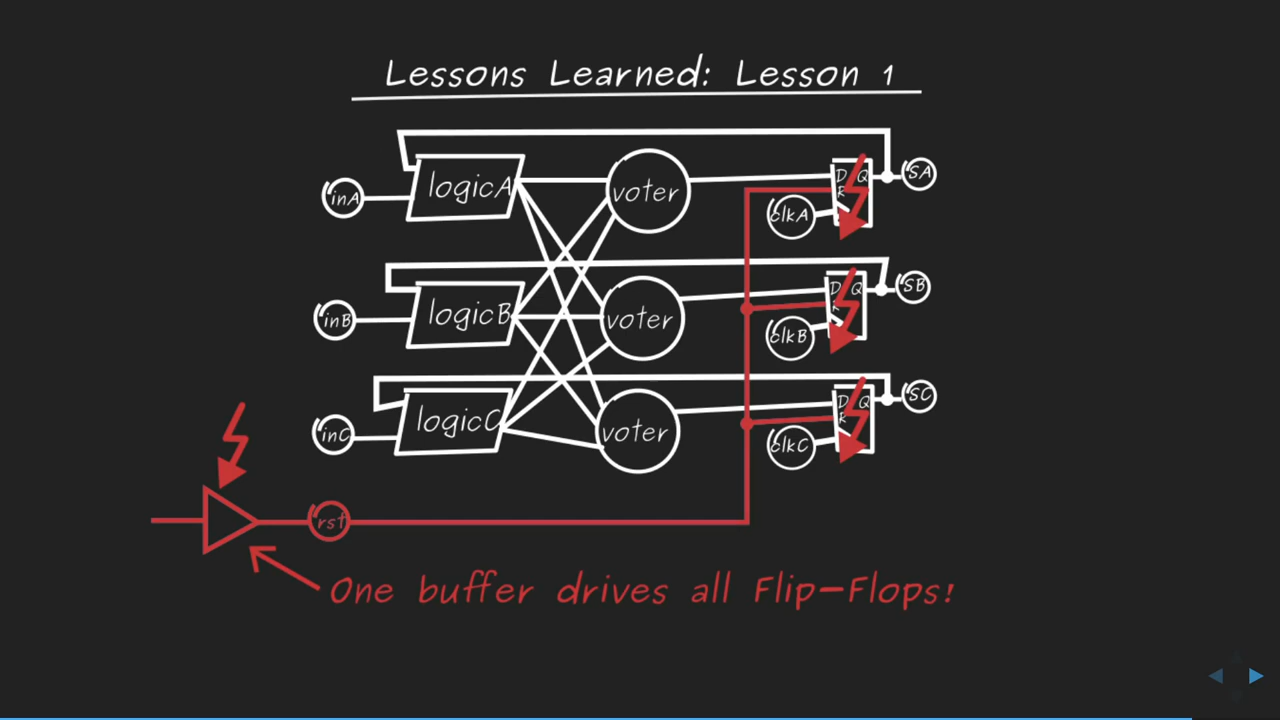 Lessons Learned: Lesson 1
inA logicA voter D Q SA
R
clkA
inB logicB voter D Q SB
R
clkB
inC logicC voter D Q SC
R
clkC
rst
One buffer drives all Flip-Flops!